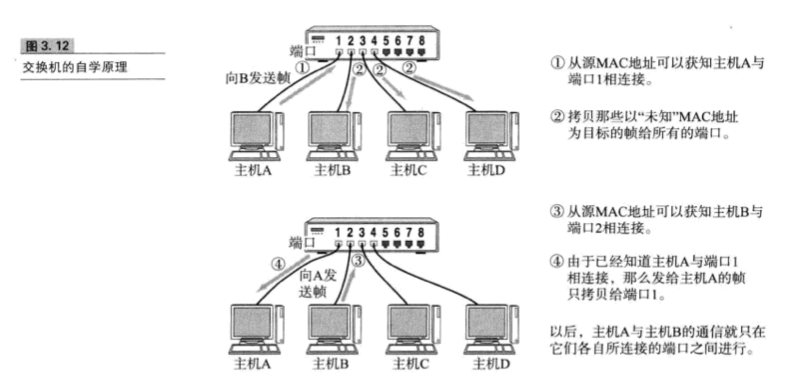 图 3.12
交换机的自学原理
端口
1 2 3 4 5 6 7 8
① ② ② ②
向B发送帧
主机A 主机B 主机C 主机D
① 从源MAC地址可以获知主机A与
端口1相连接。
② 拷贝那些以“未知”MAC地址
为目标的帧给所有的端口。
端口
1 2 3 4 5 6 7 8
④ ③
向A发
送帧
主机A 主机B 主机C 主机D
③ 从源MAC地址可以获知主机B与
端口2相连接。
④ 由于已经知道主机A与端口1
相连接，那么发给主机A的帧
只拷贝给端口1。
以后，主机A与主机B的通信就只在
它们各自所连接的端口之间进行。